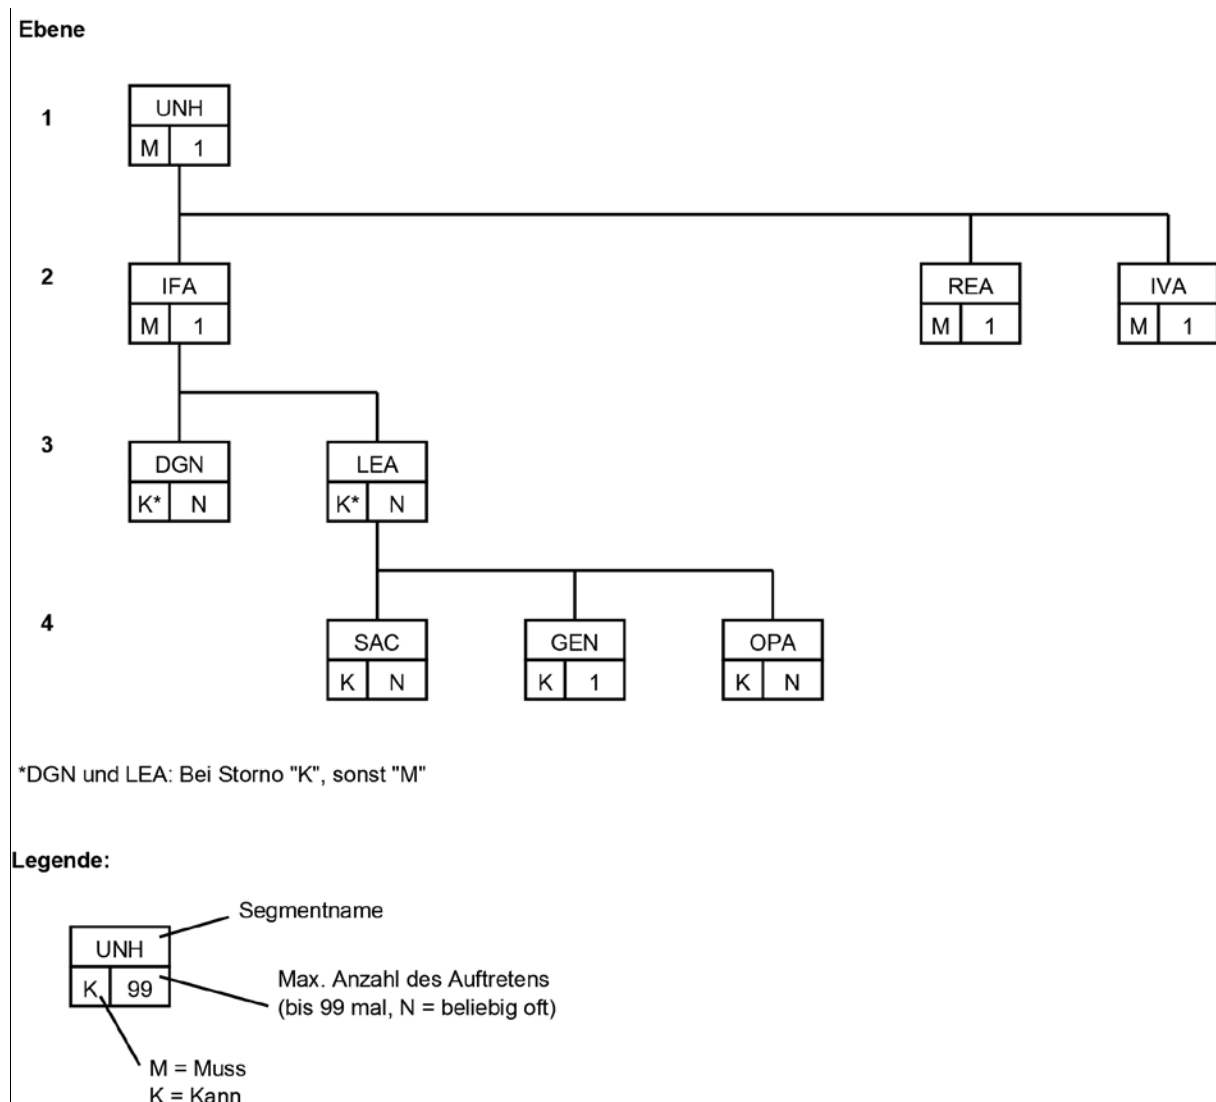 Ebene
1
UNH
M 1
2
IFA REA IVA
M 1 M 1 M 1
3
DGN LEA
K* N K* N
4
SAC GEN OPA
K N K 1 K N
*DGN und LEA: Bei Storno "K", sonst "M"
Legende:
Segmentname
UNH
K 99
Max. Anzahl des Auftretens
(bis 99 mal, N = beliebig oft)
M = Muss
K = Kann